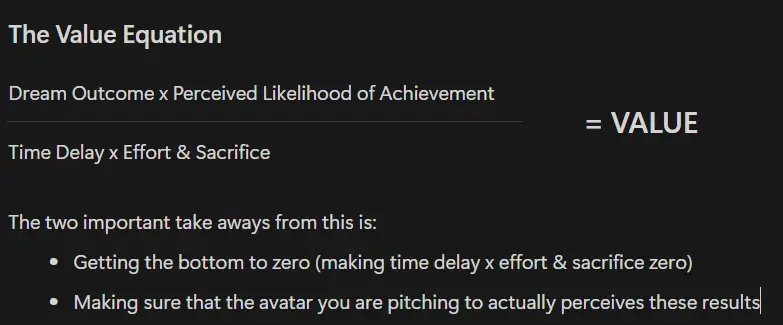 The Value Equation
Dream Outcome x Perceived Likelihood of Achievement
= VALUE
Time Delay x Effort & Sacrifice
The two important take aways from this is:
• Getting the bottom to zero (making time delay x effort & sacrifice zero)
• Making sure that the avatar you are pitching to actually perceives these results